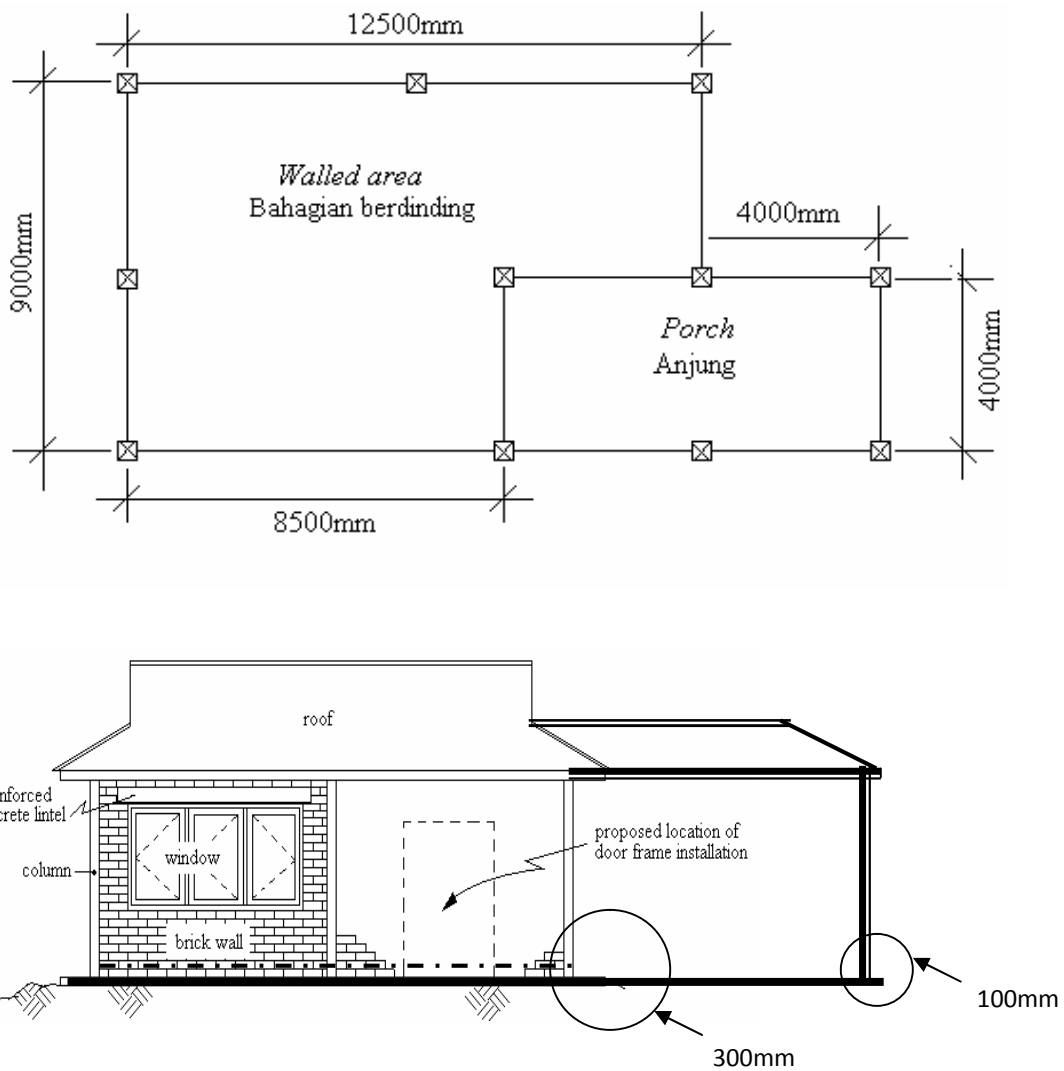 12500mm
Walled area
Bahagian berdinding
4000mm
9000mm
Porch
Anjung
4000mm
8500mm
roof
proposed location of
door frame installation
window
column
brick wall
100mm
300mm
lintel